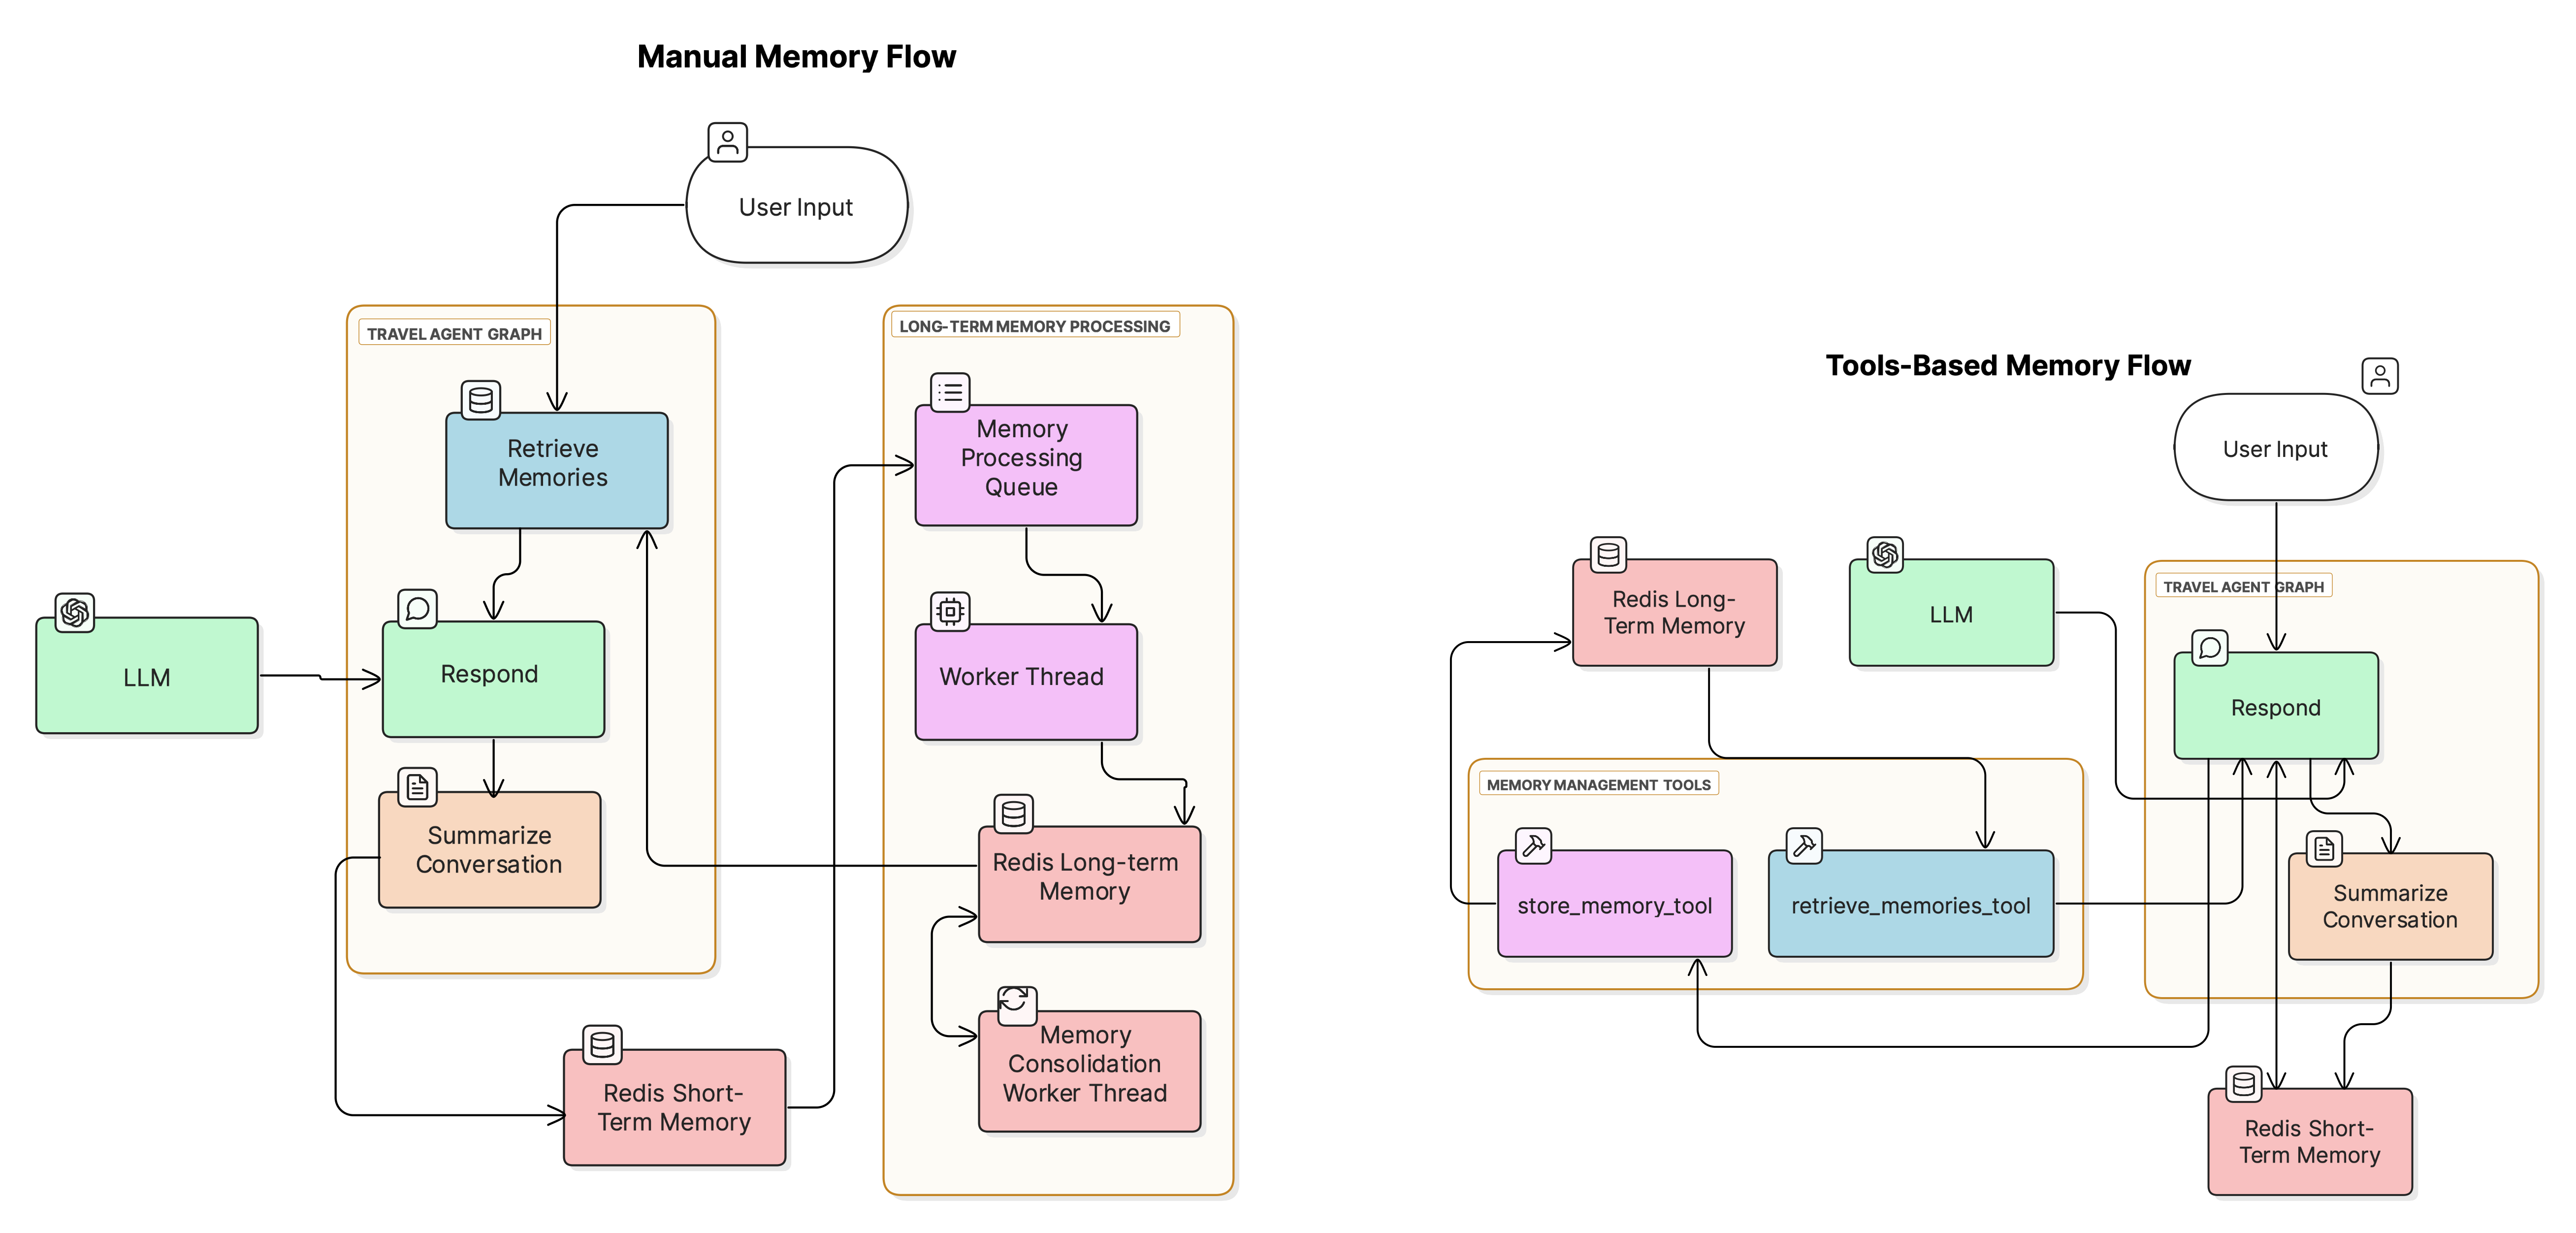 Manual Memory Flow
User Input
TRAVEL AGENT GRAPH
Retrieve
Memories
LLM
Respond
Summarize
Conversation
Redis Short-
Term Memory
LONG-TERM MEMORY PROCESSING
Memory
Processing
Queue
Worker Thread
Redis Long-term
Memory
Memory
Consolidation
Worker Thread
Tools-Based Memory Flow
User Input
Redis Long-
Term Memory
LLM
TRAVEL AGENT GRAPH
Respond
MEMORY MANAGEMENT TOOLS
store_memory_tool
retrieve_memories_tool
Summarize
Conversation
Redis Short-
Term Memory